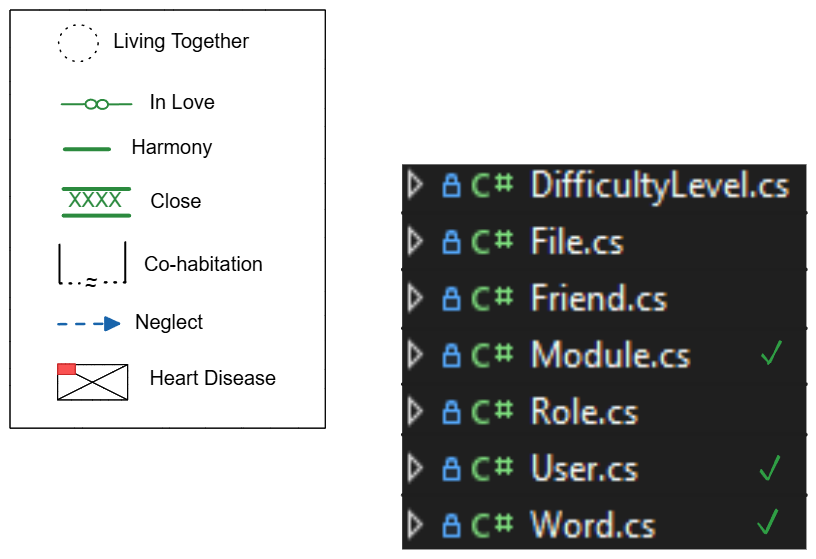 Living Together
In Love
Harmony
XXXX Close
≈ Co-habitation
Neglect
Heart Disease
C# DifficultyLevel.cs
C# File.cs
C# Friend.cs
C# Module.cs ✓
C# Role.cs
C# User.cs ✓
C# Word.cs ✓